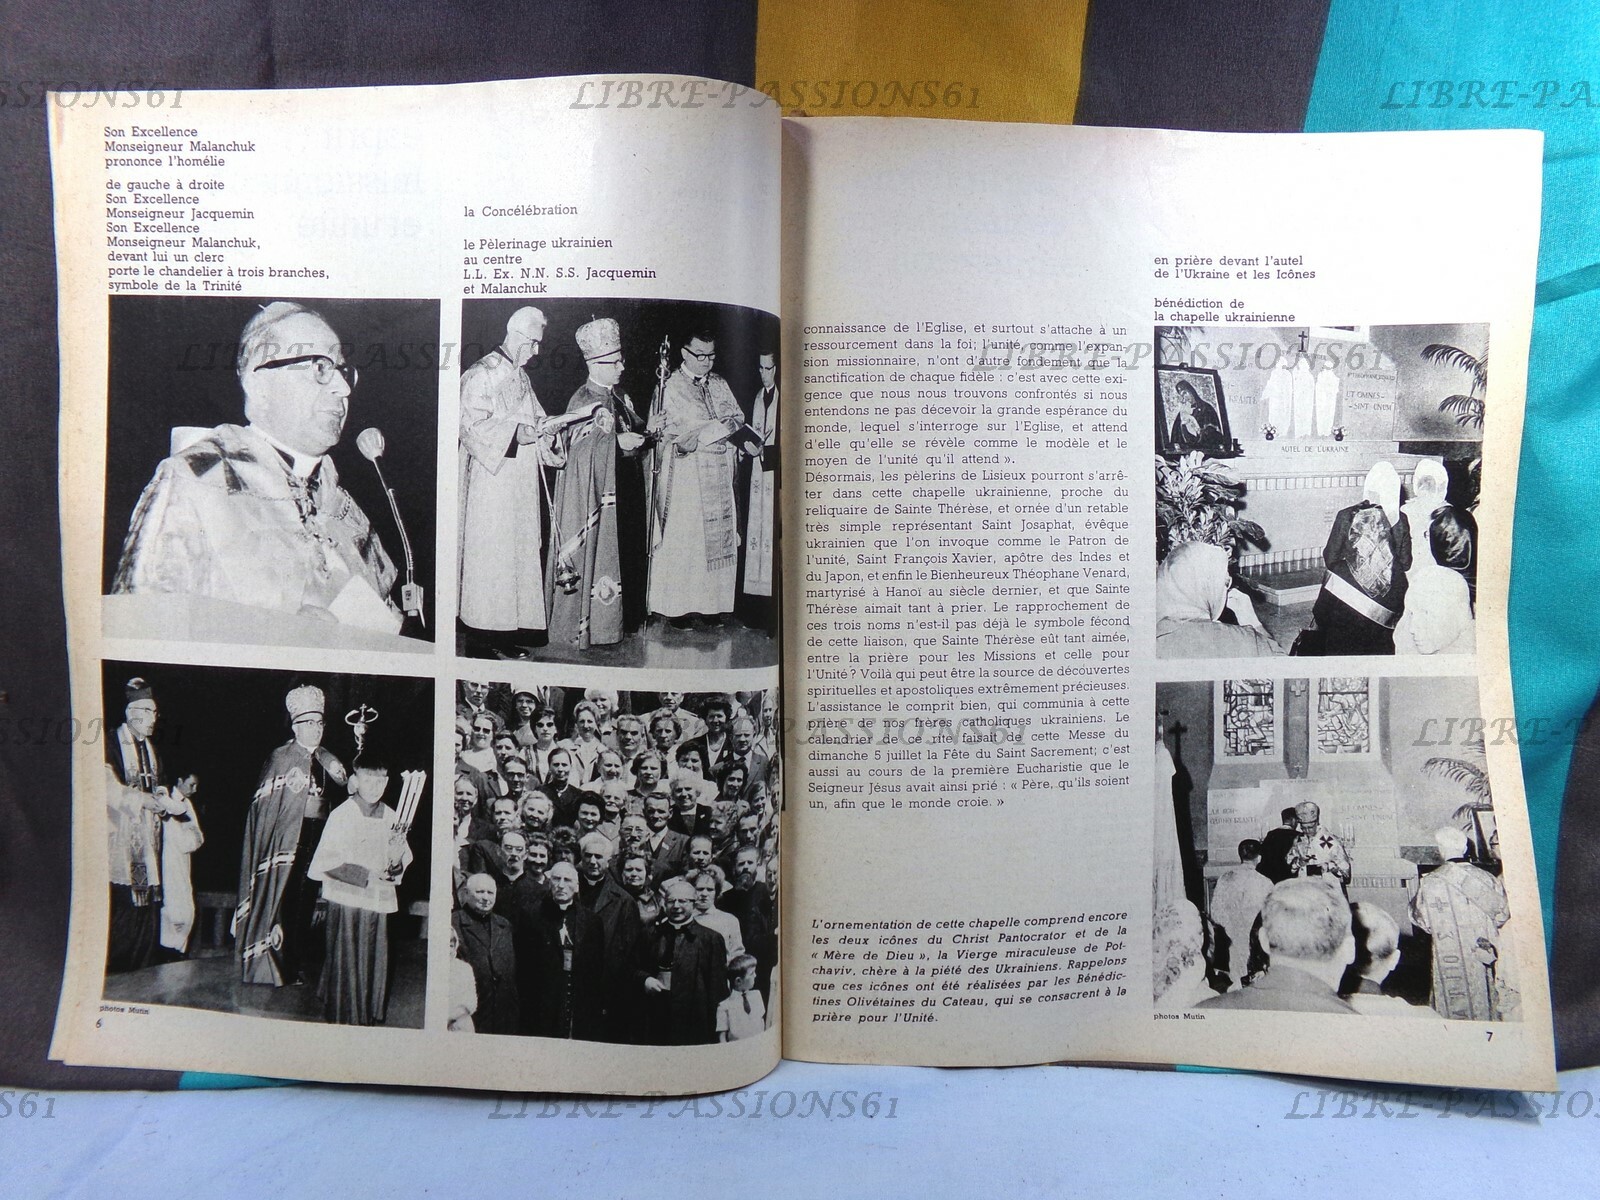 Son Excellence
Monseigneur Malanchuk
prononce l'homélie
de gauche à droite
Son Excellence
Monseigneur Jacquemin
Son Excellence
Monseigneur Malanchuk,
devant lui un clerc
porte le chandelier à trois branches,
symbole de la Trinité
la Concélébration
le Pèlerinage ukrainien
au centre
L.L. Ex. N.N. S.S. Jacquemin
et Malanchuk
photos Mutin
6
connaissance de l'Eglise, et surtout s'attache à un
ressourcement dans la foi; l'unité, comme l'expan-
sion missionnaire, n'ont d'autre fondement que la
sanctification de chaque fidèle : c'est avec cette exi-
gence que nous nous trouvons confrontés si nous
entendons ne pas décevoir la grande espérance du
monde, lequel s'interroge sur l'Eglise, et attend
d'elle qu'elle se révèle comme le modèle et le
moyen de l'unité qu'il attend ».
Désormais, les pèlerins de Lisieux pourront s'arrê-
ter dans cette chapelle ukrainienne, proche du
reliquaire de Sainte Thérèse, et ornée d'un retable
très simple représentant Saint Josaphat, évêque
ukrainien que l'on invoque comme le Patron de
l'unité, Saint François Xavier, apôtre des Indes et
du Japon, et enfin le Bienheureux Théophane Venard,
martyrisé à Hanoï au siècle dernier, et que Sainte
Thérèse aimait tant à prier. Le rapprochement de
ces trois noms n'est-il pas déjà le symbole fécond
de cette liaison, que Sainte Thérèse eût tant aimée,
entre la prière pour les Missions et celle pour
l'Unité? Voilà qui peut être la source de découvertes
spirituelles et apostoliques extrêmement précieuses.
L'assistance le comprit bien, qui communia à cette
prière de nos frères catholiques ukrainiens. Le
calendrier de ce rite faisait de cette Messe du
dimanche 5 juillet la Fête du Saint Sacrement; c'est
aussi au cours de la première Eucharistie que le
Seigneur Jésus avait ainsi prié : « Père, qu'ils soient
un, afin que le monde croie. »
L'ornementation de cette chapelle comprend encore
les deux icônes du Christ Pantocrator et de la
« Mère de Dieu », la Vierge miraculeuse de Pot-
chaviv, chère à la piété des Ukrainiens. Rappelons
que ces icônes ont été réalisées par les Bénédic-
tines Olivétaines du Cateau, qui se consacrent à la
prière pour l'Unité.
en prière devant l'autel
de l'Ukraine et les Icônes
bénédiction de
la chapelle ukrainienne
ET OMNES
SINT UNUM
AUTEL DE L'UKRAINE
photos Mutin
7
LIBRE-PASSIONS61